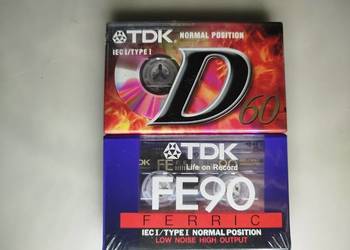 TDK NORMAL POSITION
IEC I/TYPE I
D 60
TDK
Life on Record
FE90
FERRIC
IEC I/TYPE I NORMAL POSITION
LOW NOISE HIGH OUTPUT